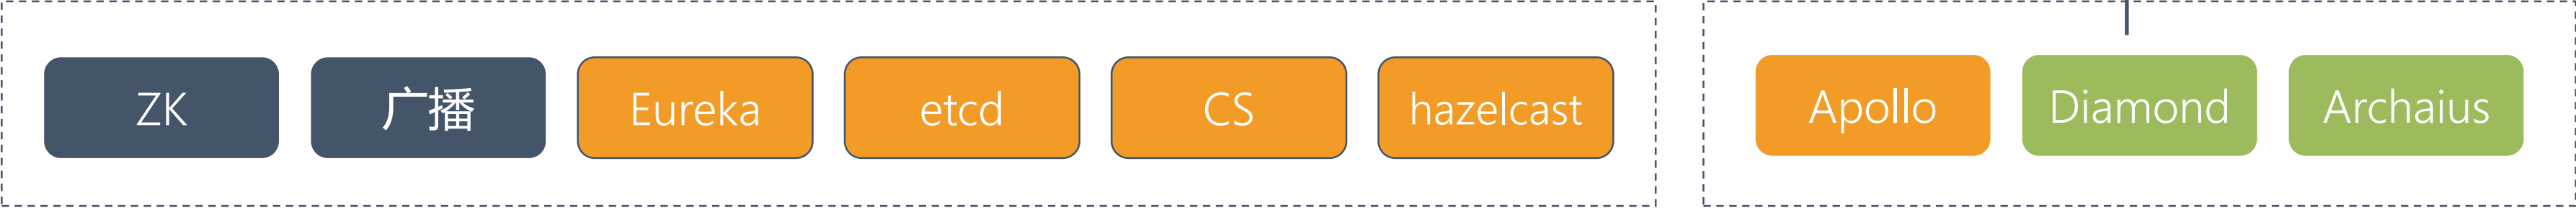 ZK 广播 Eureka etcd CS hazelcast Apollo Diamond Archaius